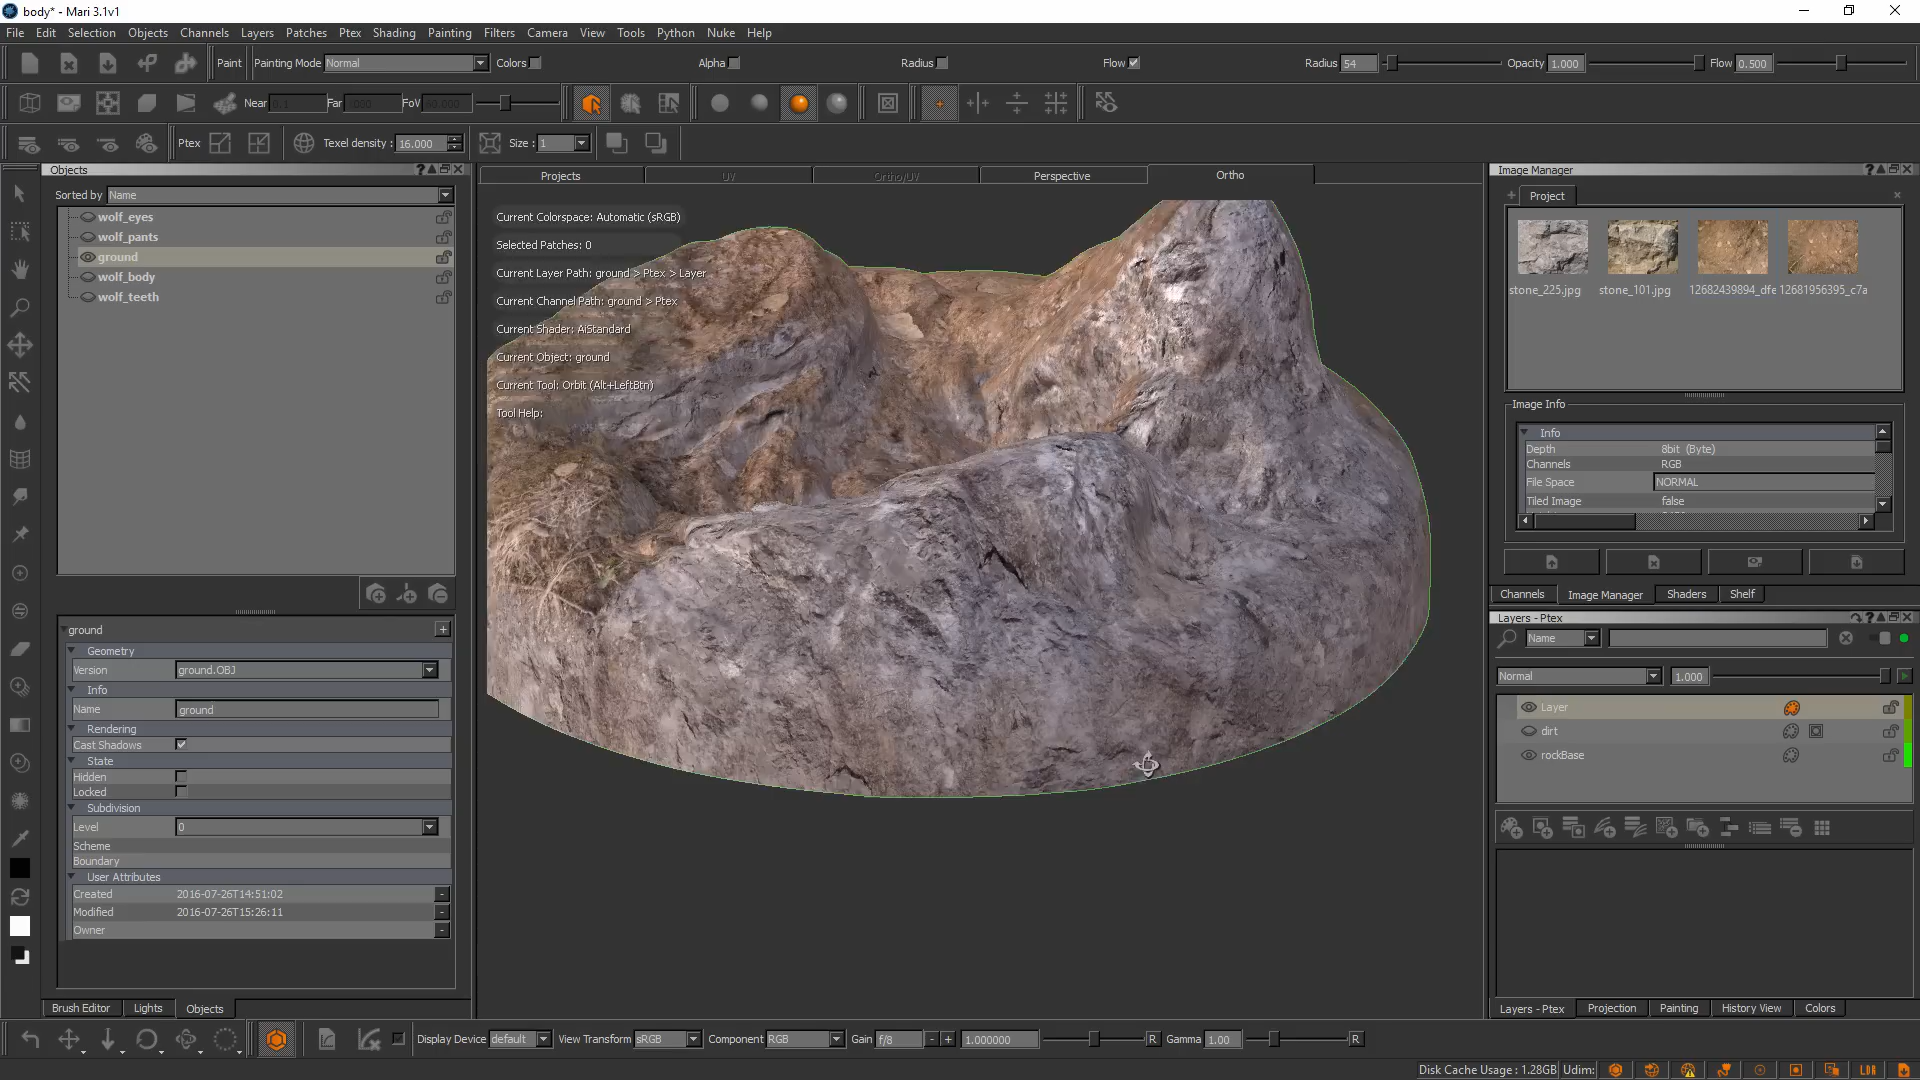 body* - Mari 3.1v1
File Edit Selection Objects Channels Layers Patches Ptex Shading Painting Filters Camera View Tools Python Nuke Help
Paint Painting Mode Normal Colors Alpha Radius Flow Radius 54 Opacity 1.000 Flow 0.500
Near 0.1 Far FoV
Ptex Texel density : 16.000 Size : 1
Objects
Sorted by Name
wolf_eyes
wolf_pants
ground
wolf_body
wolf_teeth
ground
Geometry
Version ground.OBJ
Info
Name ground
Rendering
Cast Shadows
State
Hidden
Locked
Subdivision
Level 0
Scheme
Boundary
User Attributes
Created 2016-07-26T14:51:02
Modified 2016-07-26T15:26:11
Owner
Brush Editor Lights Objects
Projects UV Ortho/UV Perspective Ortho
Current Colorspace: Automatic (sRGB)
Selected Patches: 0
Current Layer Path: ground > Ptex > Layer
Current Channel Path: ground > Ptex
Current Shader: AiStandard
Current Object: ground
Current Tool: Orbit (Alt+LeftBtn)
Tool Help:
Image Manager
Project
stone_225.jpg stone_101.jpg 12682439894_dfe 12681956395_c7a
Image Info
Info
Depth 8bit (Byte)
Channels RGB
File Space NORMAL
Tiled Image false
Channels Image Manager Shaders Shelf
Layers - Ptex
Name
Normal 1.000
Layer
dirt
rockBase
Layers - Ptex Projection Painting History View Colors
Display Device default View Transform sRGB Component RGB Gain f/8 - + 1.000000 R Gamma 1.00 R
Disk Cache Usage : 1.28GB Udim: LDR